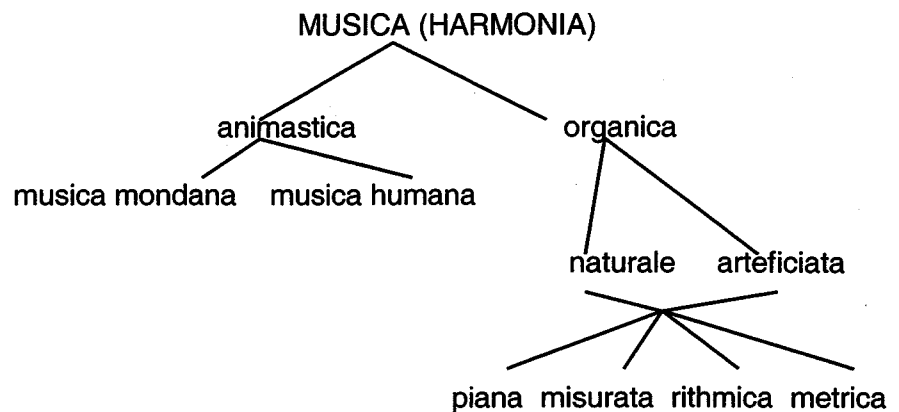 MUSICA (HARMONIA)
animastica organica
musica mondana musica humana
naturale arteficiata
piana misurata rithmica metrica